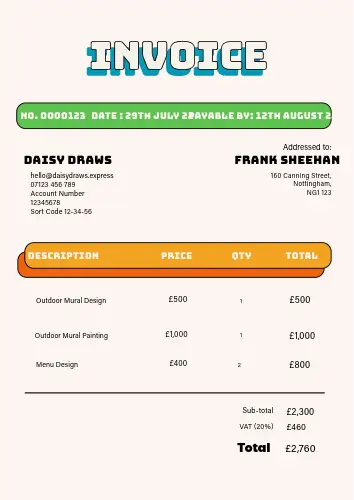 INVOICE
NO. 0000123 DATE : 29TH JULY 22 PAYABLE BY: 12TH AUGUST 2
Addressed to:
DAISY DRAWS FRANK SHEEHAN
hello@daisydraws.express 160 Canning Street,
07123 456 789 Nottingham,
Account Number NG1 123
12345678
Sort Code 12-34-56
DESCRIPTION PRICE QTY TOTAL
Outdoor Mural Design £500 1 £500
Outdoor Mural Painting £1,000 1 £1,000
Menu Design £400 2 £800
Sub-total £2,300
VAT (20%) £460
Total £2,760